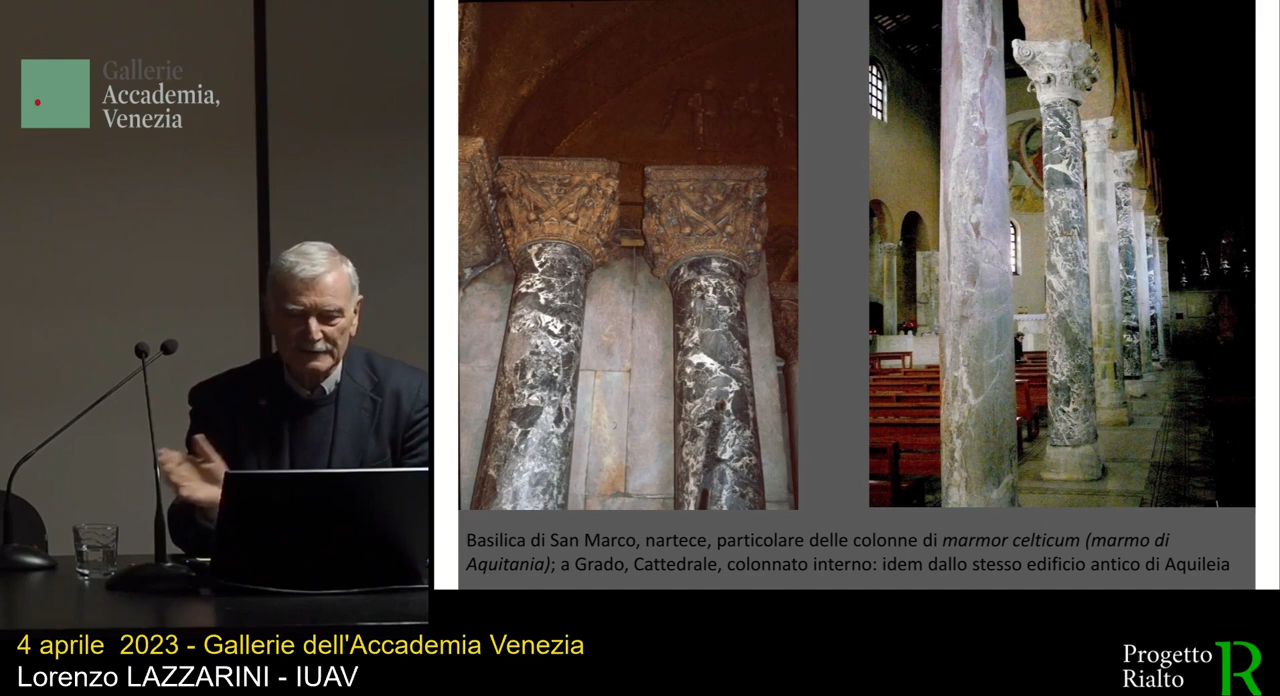 Gallerie
Accademia,
Venezia
Basilica di San Marco, nartece, particolare delle colonne di marmor celticum (marmo di
Aquitania); a Grado, Cattedrale, colonnato interno: idem dallo stesso edificio antico di Aquileia
4 aprile 2023 - Gallerie dell'Accademia Venezia
Lorenzo LAZZARINI - IUAV
Progetto
Rialto
R